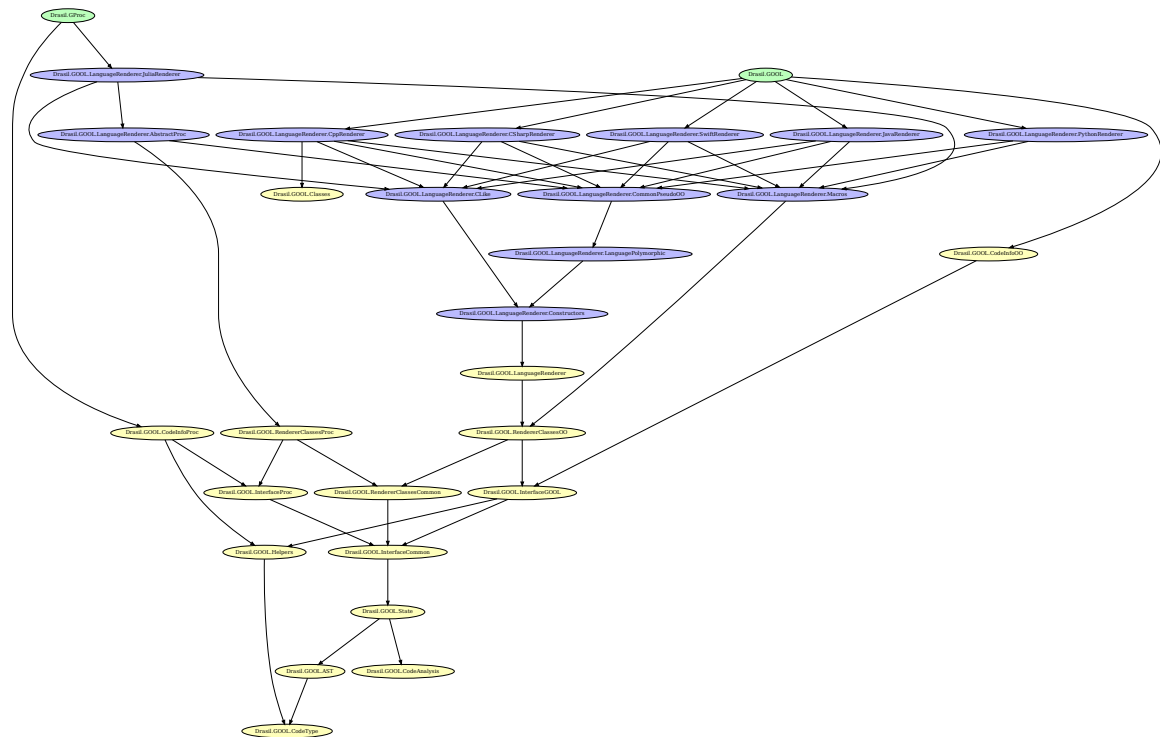 Drasil.GProc
Drasil.GOOL.LanguageRenderer.JuliaRenderer
Drasil.GOOL
Drasil.GOOL.LanguageRenderer.AbstractProc
Drasil.GOOL.LanguageRenderer.CppRenderer
Drasil.GOOL.LanguageRenderer.CSharpRenderer
Drasil.GOOL.LanguageRenderer.SwiftRenderer
Drasil.GOOL.LanguageRenderer.JavaRenderer
Drasil.GOOL.LanguageRenderer.PythonRenderer
Drasil.GOOL.Classes
Drasil.GOOL.LanguageRenderer.CLike
Drasil.GOOL.LanguageRenderer.CommonPseudoOO
Drasil.GOOL.LanguageRenderer.Macros
Drasil.GOOL.LanguageRenderer.LanguagePolymorphic
Drasil.GOOL.CodeInfoOO
Drasil.GOOL.LanguageRenderer.Constructors
Drasil.GOOL.LanguageRenderer
Drasil.GOOL.CodeInfoProc
Drasil.GOOL.RendererClassesProc
Drasil.GOOL.RendererClassesOO
Drasil.GOOL.InterfaceProc
Drasil.GOOL.RendererClassesCommon
Drasil.GOOL.InterfaceGOOL
Drasil.GOOL.Helpers
Drasil.GOOL.InterfaceCommon
Drasil.GOOL.State
Drasil.GOOL.AST
Drasil.GOOL.CodeAnalysis
Drasil.GOOL.CodeType